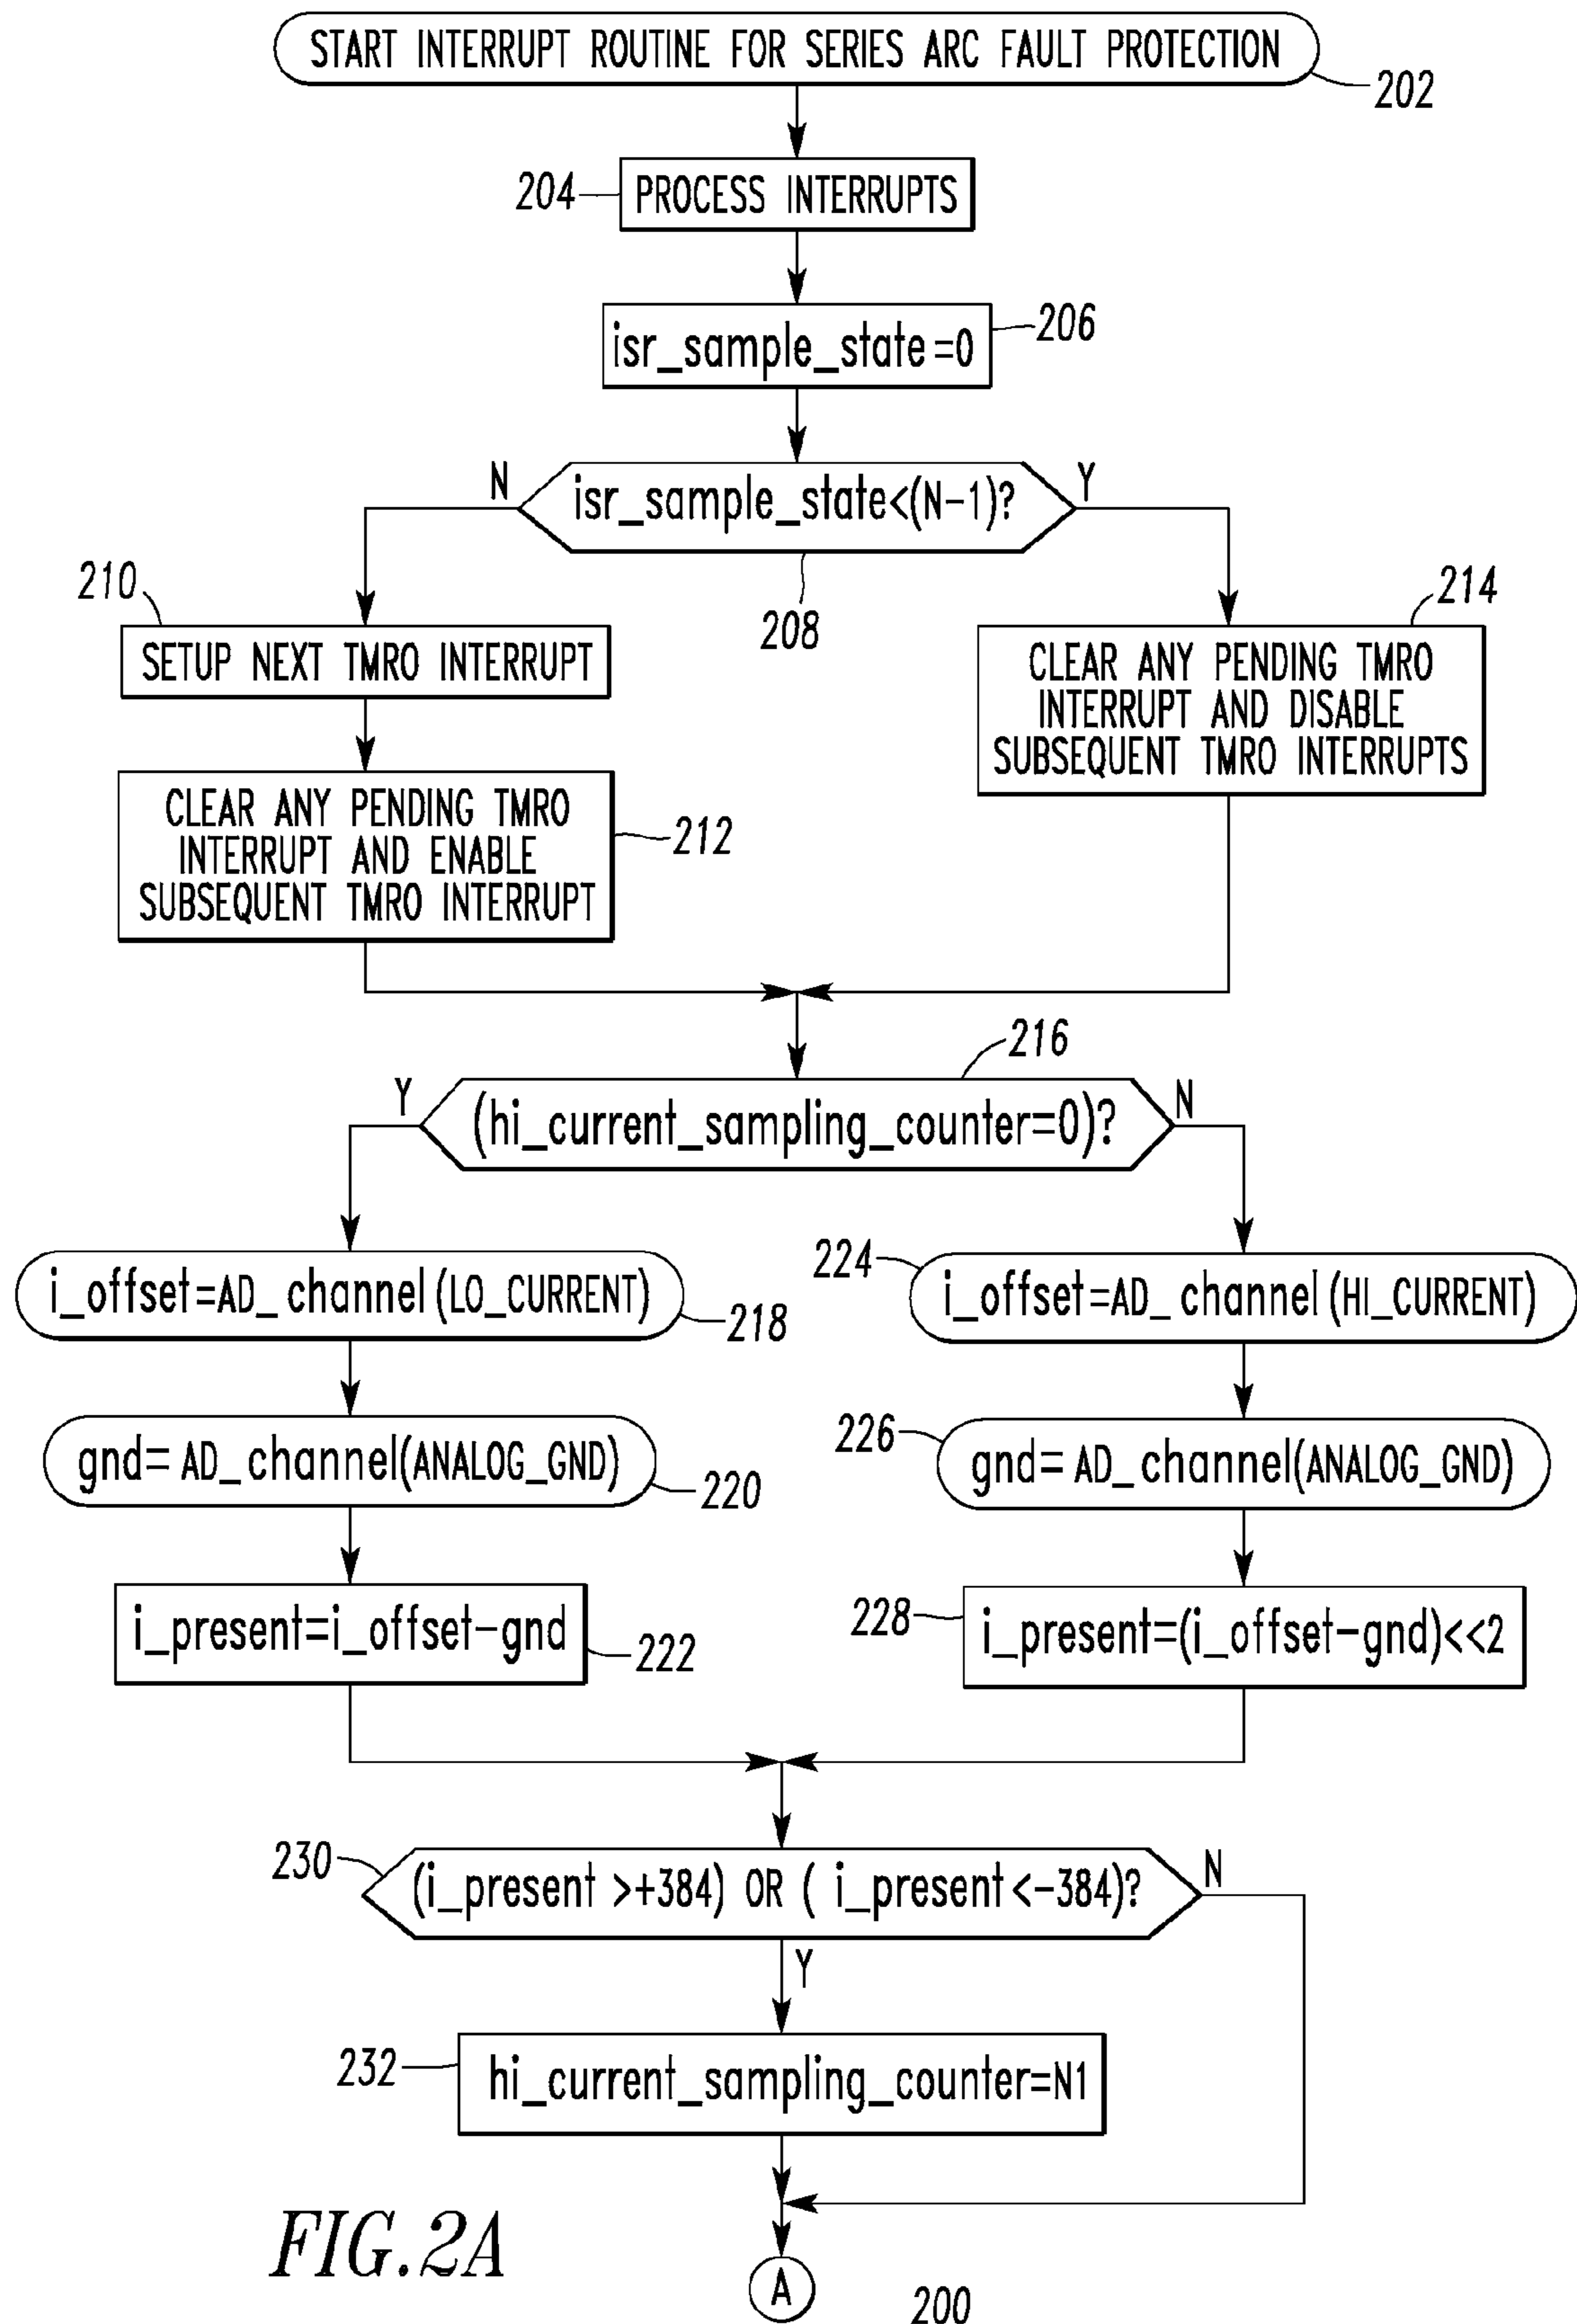 START INTERRUPT ROUTINE FOR SERIES ARC FAULT PROTECTION
202
204
PROCESS INTERRUPTS
isr_sample_state=0
206
N
isr_sample_state<(N-1)?
Y
208
210
SETUP NEXT TMRO INTERRUPT
214
CLEAR ANY PENDING TMRO
INTERRUPT AND DISABLE
SUBSEQUENT TMRO INTERRUPTS
CLEAR ANY PENDING TMRO
INTERRUPT AND ENABLE
SUBSEQUENT TMRO INTERRUPT
212
216
Y
(hi_current_sampling_counter=0)?
N
i_offset=AD_channel(LO_CURRENT)
218
224
i_offset=AD_channel(HI_CURRENT)
gnd=AD_channel(ANALOG_GND)
220
226
gnd=AD_channel(ANALOG_GND)
i_present=i_offset-gnd
222
228
i_present=(i_offset-gnd)<<2
230
(i_present >+384) OR ( i_present<-384)?
N
Y
232
hi_current_sampling_counter=N1
FIG.2A
A
200